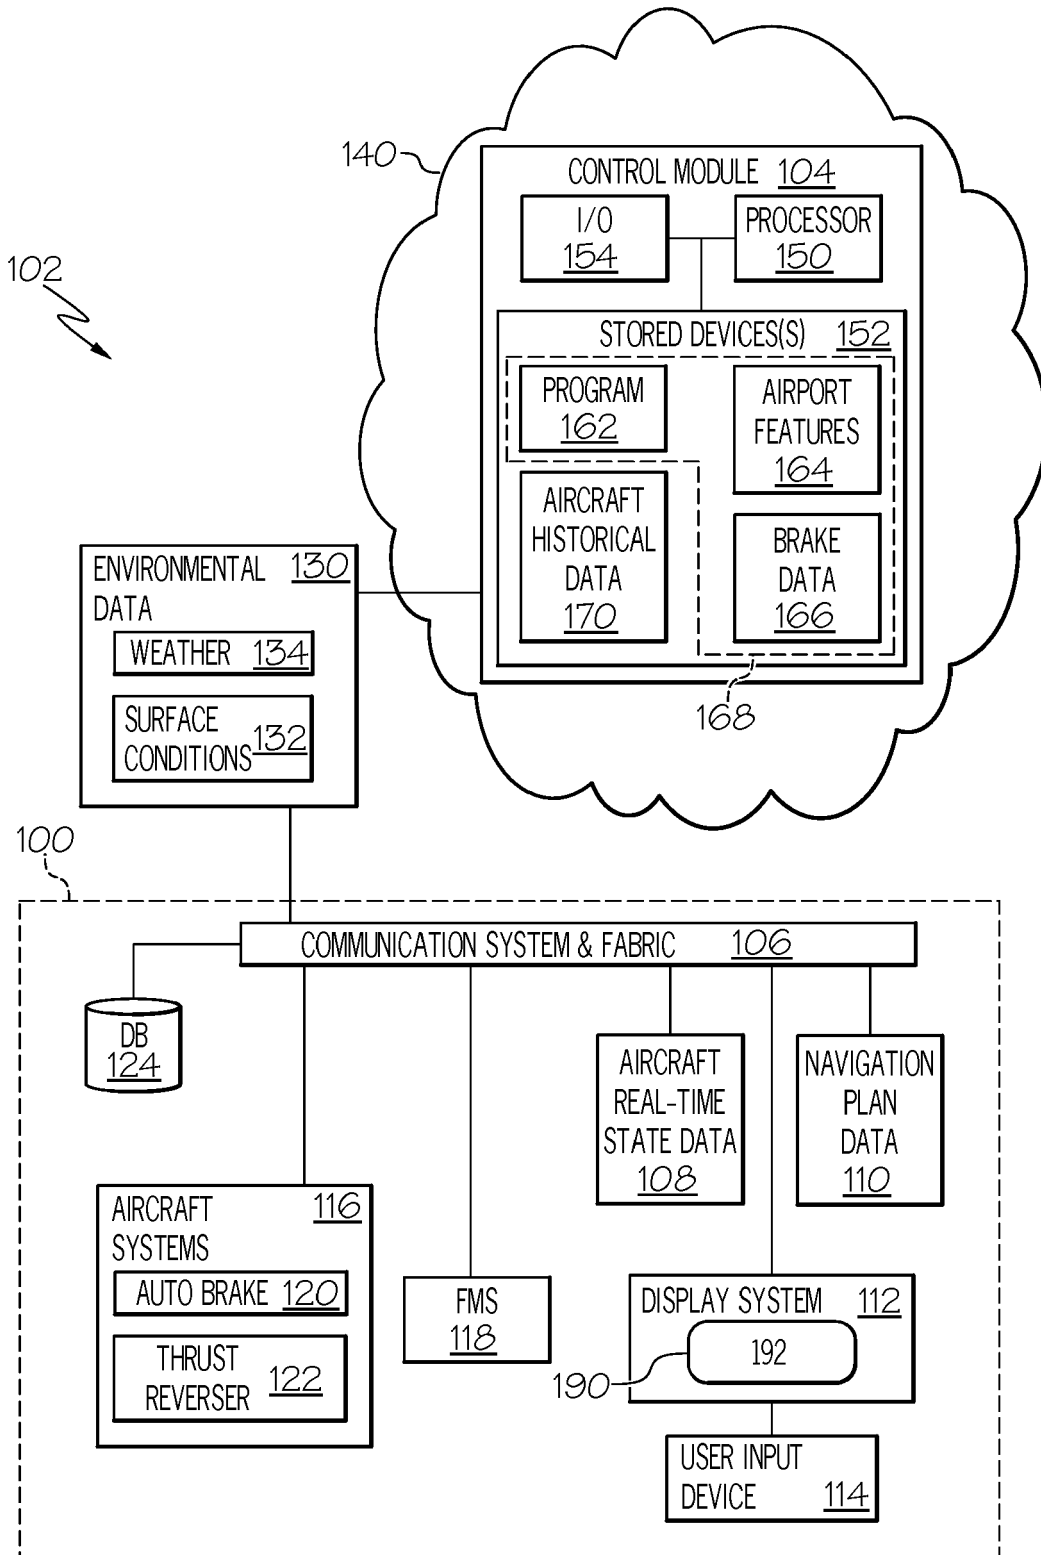 140
CONTROL MODULE 104
I/O
154
PROCESSOR
150
102
STORED DEVICES(S) 152
PROGRAM
162
AIRPORT
FEATURES
164
AIRCRAFT
HISTORICAL
DATA
170
BRAKE
DATA
166
168
ENVIRONMENTAL 130
DATA
WEATHER 134
SURFACE
CONDITIONS 132
100
COMMUNICATION SYSTEM & FABRIC 106
DB
124
AIRCRAFT
REAL-TIME
STATE DATA
108
NAVIGATION
PLAN
DATA
110
AIRCRAFT 116
SYSTEMS
AUTO BRAKE 120
THRUST
REVERSER 122
FMS
118
DISPLAY SYSTEM 112
192
190
USER INPUT
DEVICE 114